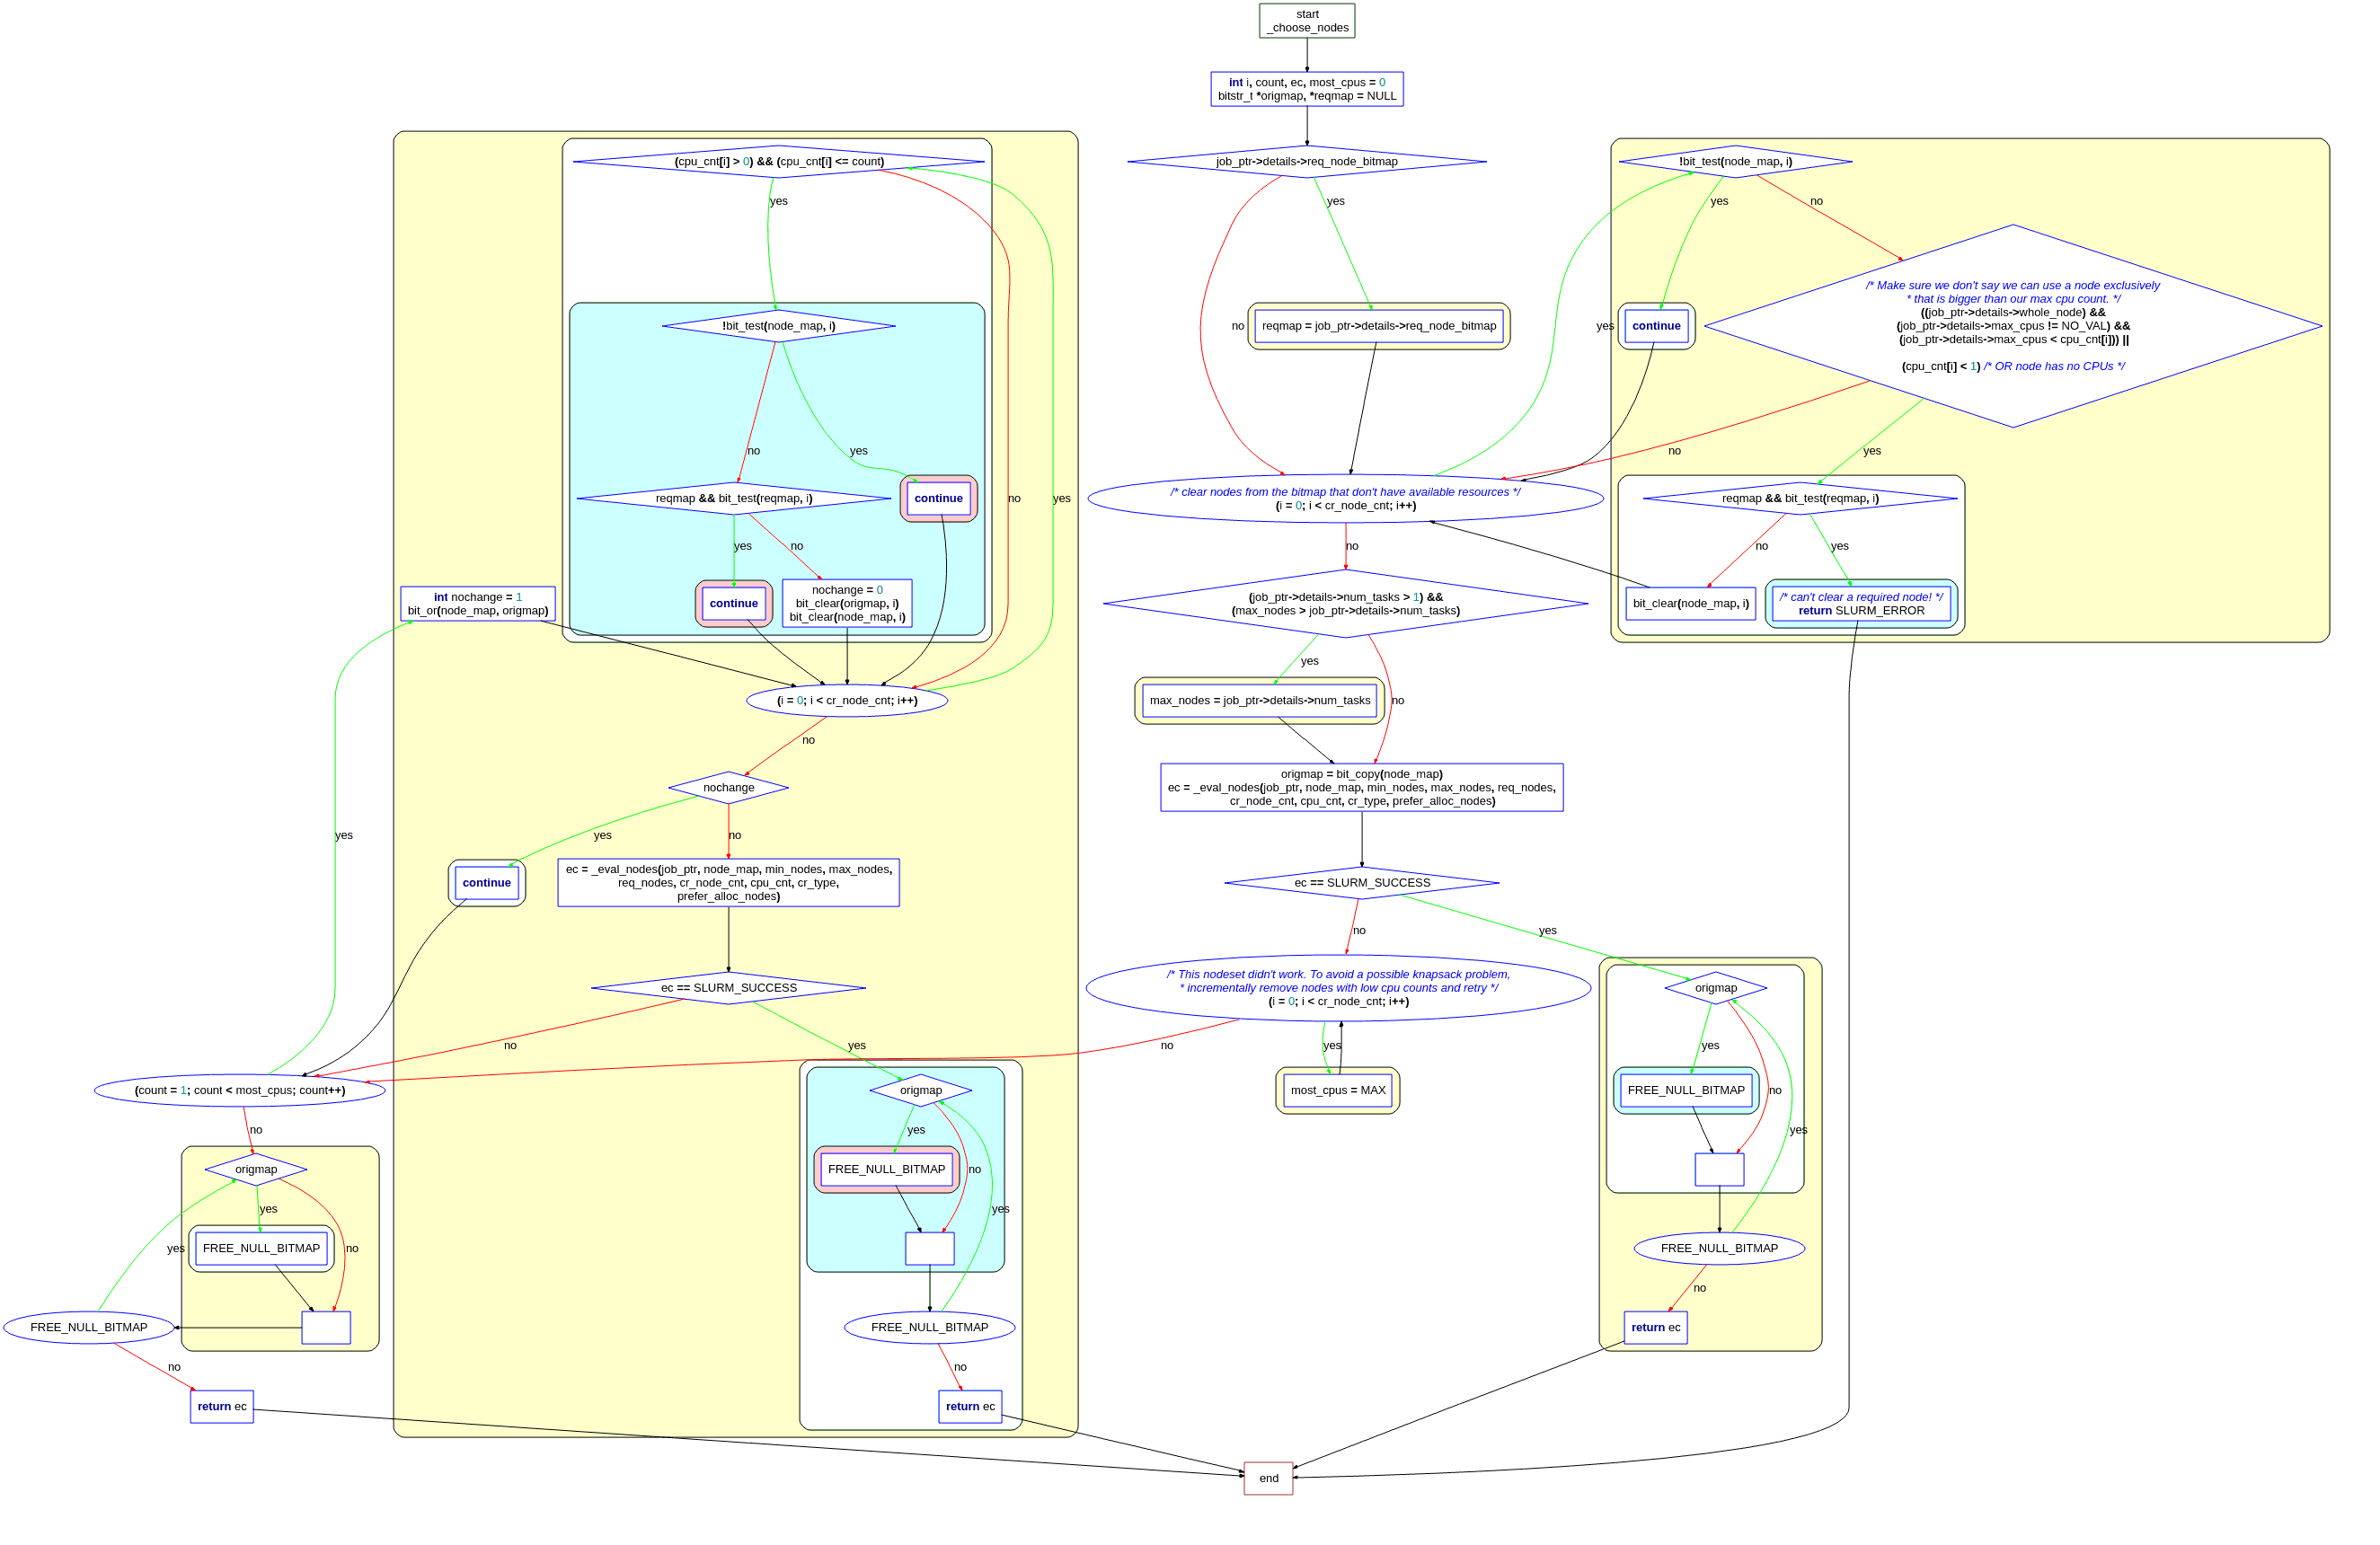 start
_choose_nodes
int i, count, ec, most_cpus = 0
bitstr_t *origmap, *reqmap = NULL
job_ptr->details->req_node_bitmap
no
yes
reqmap = job_ptr->details->req_node_bitmap
/* clear nodes from the bitmap that don't have available resources */
(i = 0; i < cr_node_cnt; i++)
yes
no
!bit_test(node_map, i)
yes
no
continue
/* Make sure we don't say we can use a node exclusively
* that is bigger than our max cpu count. */
((job_ptr->details->whole_node) &&
(job_ptr->details->max_cpus != NO_VAL) &&
(job_ptr->details->max_cpus < cpu_cnt[i])) ||
(cpu_cnt[i] < 1) /* OR node has no CPUs */
no
yes
reqmap && bit_test(reqmap, i)
no
yes
bit_clear(node_map, i)
/* can't clear a required node! */
return SLURM_ERROR
(job_ptr->details->num_tasks > 1) &&
(max_nodes > job_ptr->details->num_tasks)
yes
no
max_nodes = job_ptr->details->num_tasks
origmap = bit_copy(node_map)
ec = _eval_nodes(job_ptr, node_map, min_nodes, max_nodes, req_nodes,
cr_node_cnt, cpu_cnt, cr_type, prefer_alloc_nodes)
ec == SLURM_SUCCESS
no
yes
/* This nodeset didn't work. To avoid a possible knapsack problem,
* incrementally remove nodes with low cpu counts and retry */
(i = 0; i < cr_node_cnt; i++)
no
yes
most_cpus = MAX
origmap
yes
no
yes
FREE_NULL_BITMAP
FREE_NULL_BITMAP
no
return ec
(cpu_cnt[i] > 0) && (cpu_cnt[i] <= count)
yes
no
yes
!bit_test(node_map, i)
no
yes
reqmap && bit_test(reqmap, i)
continue
yes
no
continue
nochange = 0
bit_clear(origmap, i)
bit_clear(node_map, i)
int nochange = 1
bit_or(node_map, origmap)
(i = 0; i < cr_node_cnt; i++)
no
nochange
yes
no
yes
continue
ec = _eval_nodes(job_ptr, node_map, min_nodes, max_nodes,
req_nodes, cr_node_cnt, cpu_cnt, cr_type,
prefer_alloc_nodes)
ec == SLURM_SUCCESS
no
yes
(count = 1; count < most_cpus; count++)
no
origmap
yes
no
yes
FREE_NULL_BITMAP
FREE_NULL_BITMAP
no
return ec
origmap
yes
no
yes
FREE_NULL_BITMAP
FREE_NULL_BITMAP
no
return ec
end